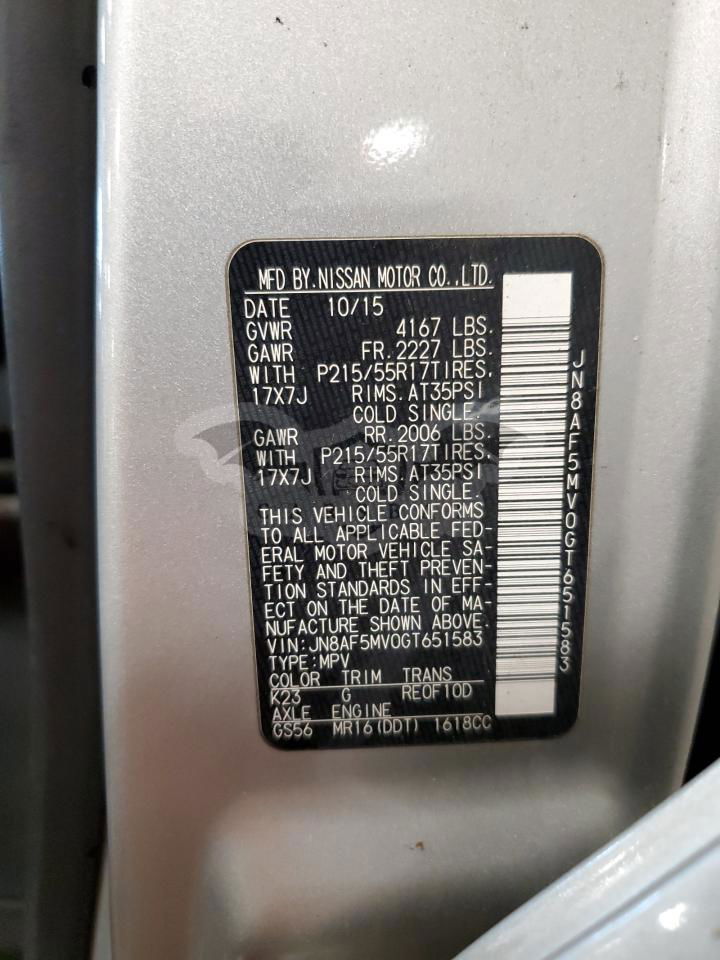 MFD BY.NISSAN MOTOR CO.,LTD.
DATE 10/15
GVWR 4167 LBS.
GAWR FR.2227 LBS.
WITH P215/55R17TIRES.
17X7J RIMS.AT35PSI
COLD SINGLE.
GAWR RR.2006 LBS.
WITH P215/55R17TIRES.
17X7J RIMS.AT35PSI
COLD SINGLE.
THIS VEHICLE CONFORMS
TO ALL APPLICABLE FED-
ERAL MOTOR VEHICLE SA-
FETY AND THEFT PREVEN-
TION STANDARDS IN EFF-
ECT ON THE DATE OF MA-
NUFACTURE SHOWN ABOVE.
VIN:JN8AF5MV0GT651583
TYPE:MPV
COLOR TRIM TRANS
K23 G RE0F10D
AXLE ENGINE
GS56 MR16(DDT) 1618CC
JN8AF5MV0GT651583